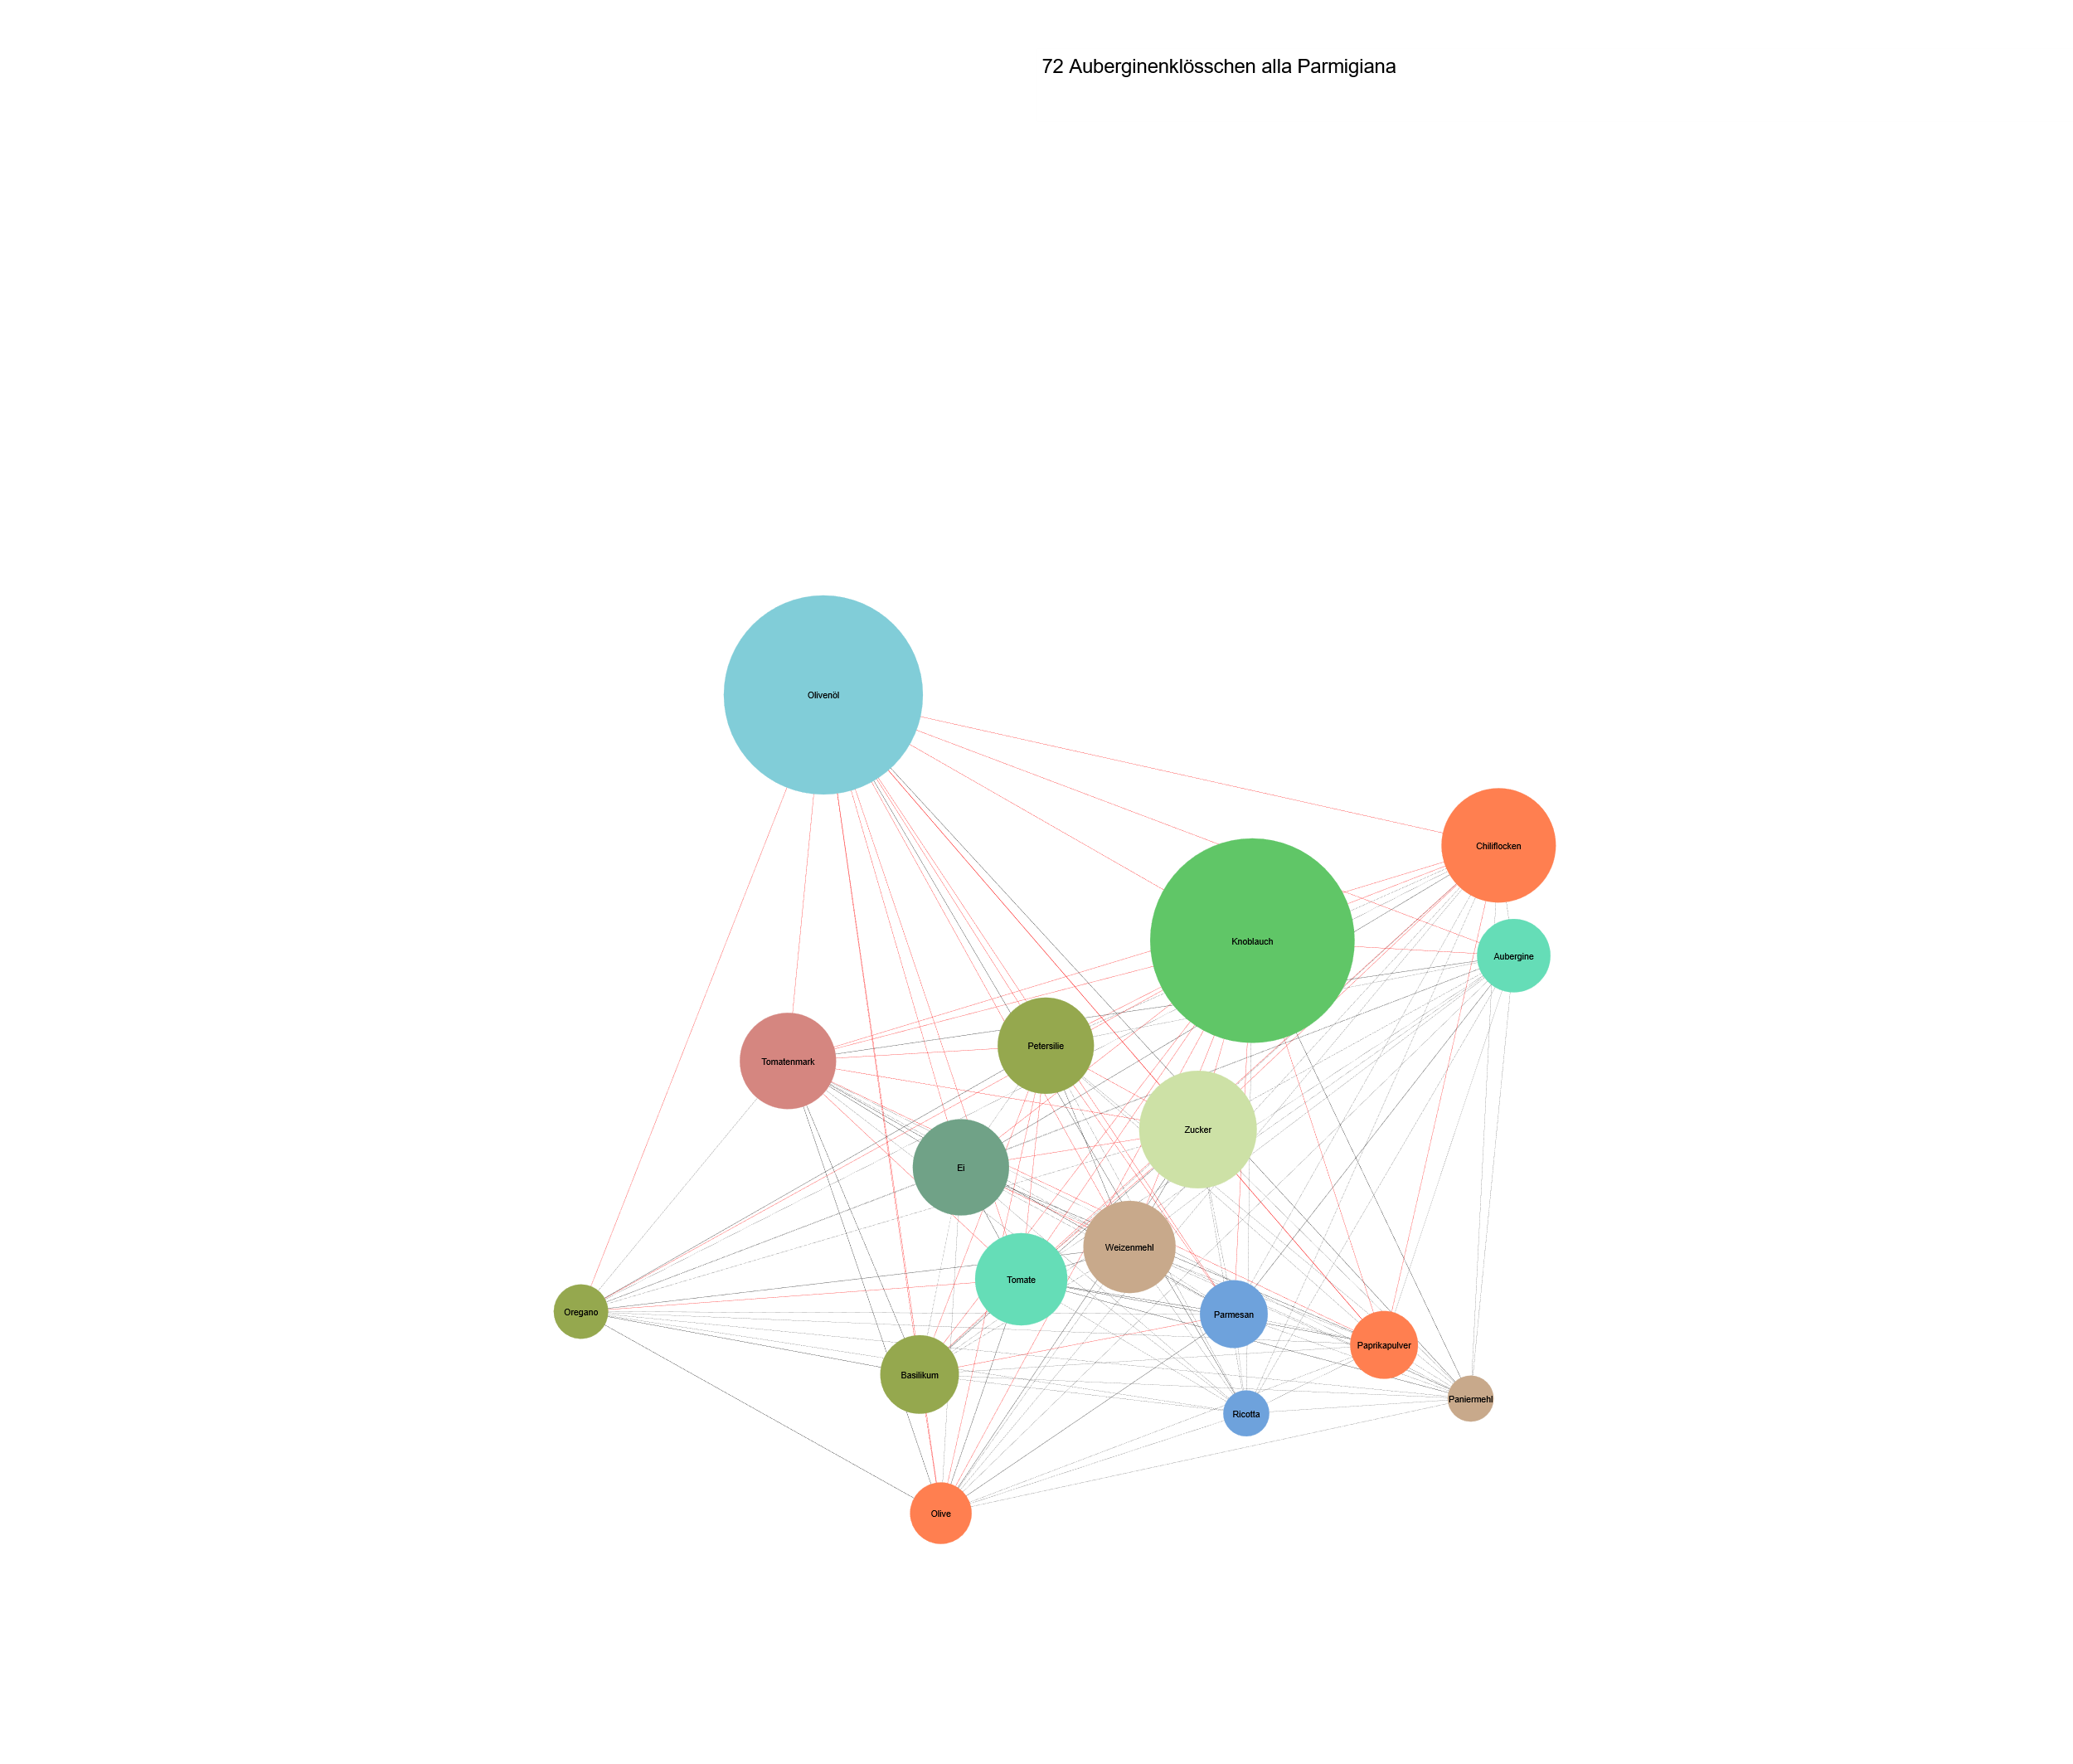 72 Auberginenklösschen alla Parmigiana
Olivenöl
Chiliflocken
Knoblauch
Aubergine
Petersilie
Tomatenmark
Zucker
Ei
Weizenmehl
Tomate
Oregano
Parmesan
Paprikapulver
Basilikum
Paniermehl
Ricotta
Olive